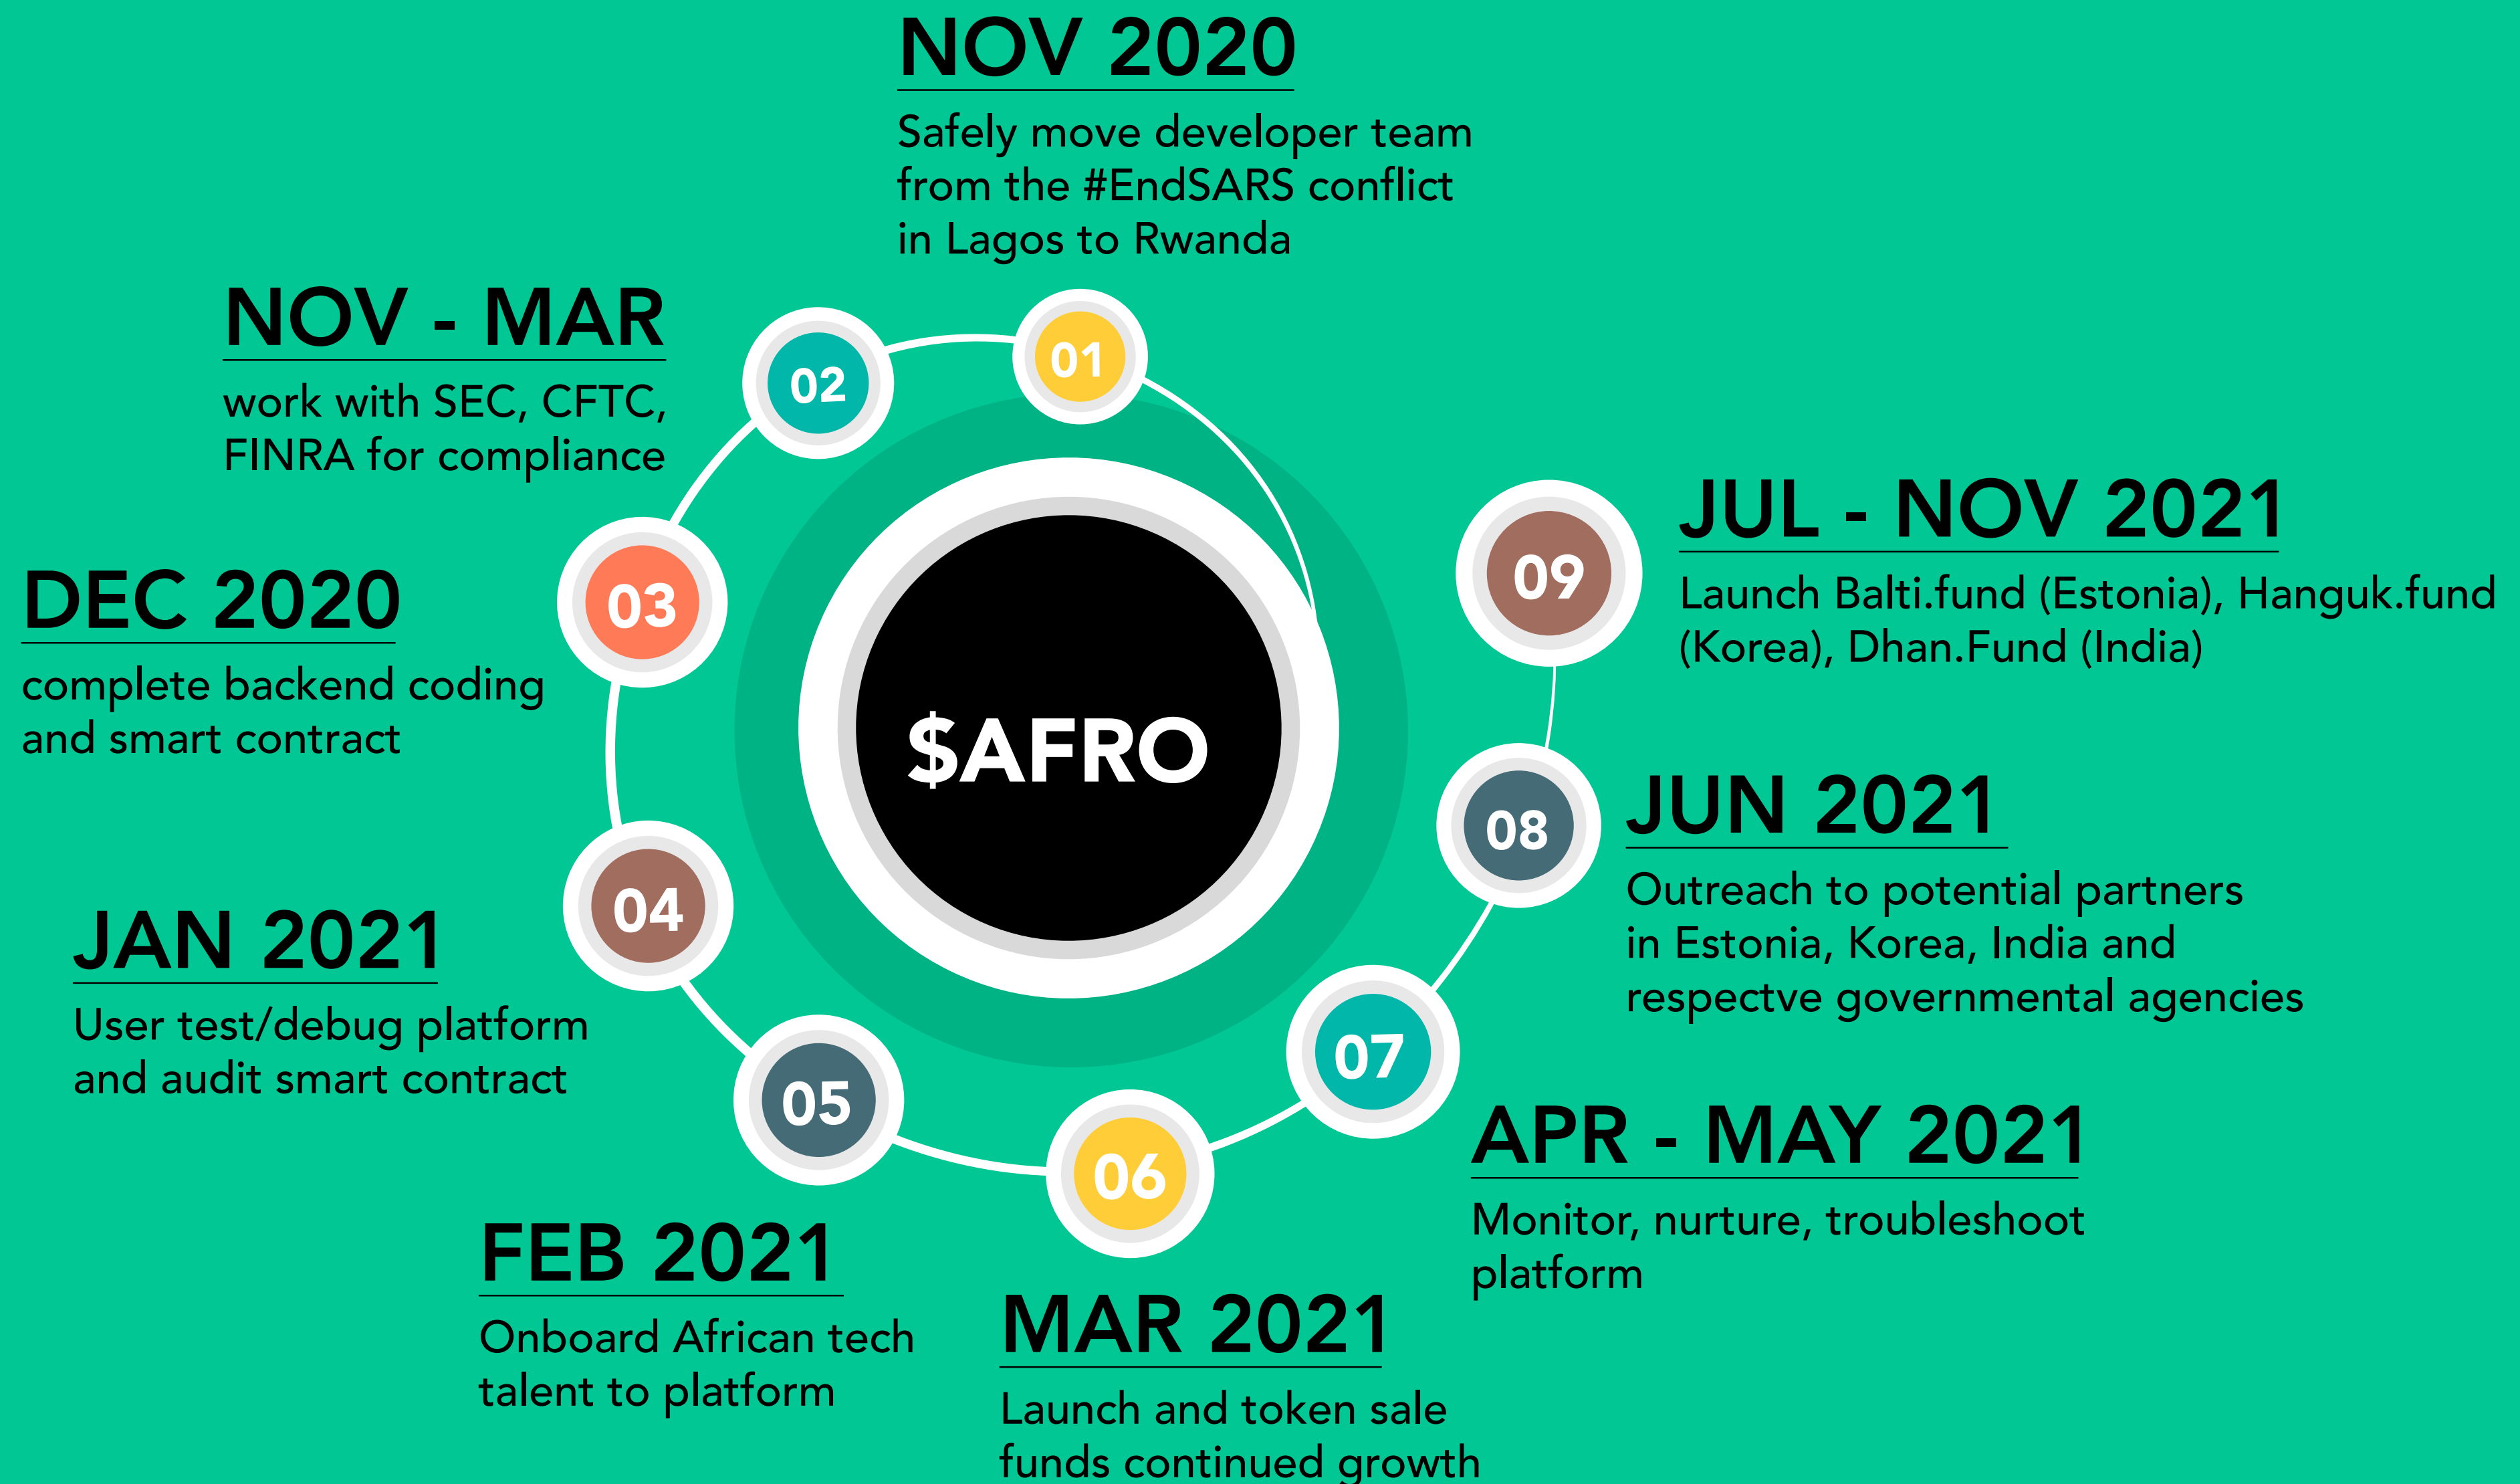 NOV 2020
Safely move developer team
from the #EndSARS conflict
in Lagos to Rwanda
01
NOV - MAR
work with SEC, CFTC,
FINRA for compliance
02
DEC 2020
complete backend coding
and smart contract
03
JAN 2021
User test/debug platform
and audit smart contract
04
FEB 2021
Onboard African tech
talent to platform
05
MAR 2021
Launch and token sale
funds continued growth
06
APR - MAY 2021
Monitor, nurture, troubleshoot
platform
07
JUN 2021
Outreach to potential partners
in Estonia, Korea, India and
respectve governmental agencies
08
JUL - NOV 2021
Launch Balti.fund (Estonia), Hanguk.fund
(Korea), Dhan.Fund (India)
09
$AFRO